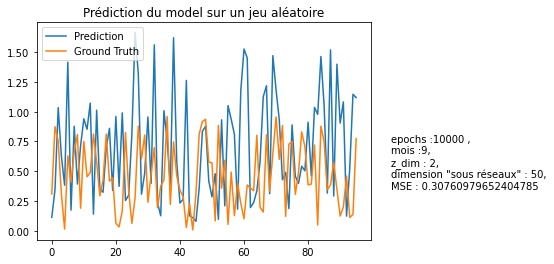 Prédiction du model sur un jeu aléatoire
Prediction
Ground Truth
1.50
1.25
1.00
0.75
0.50
0.25
0.00
0
20
40
60
80
epochs :10000 ,
mois :9,
z_dim : 2,
dimension "sous réseaux" : 50,
MSE : 0.30760979652404785